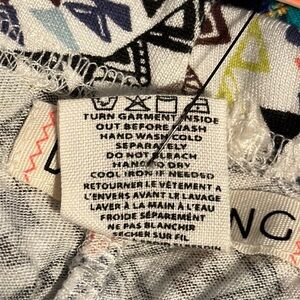 TURN GARMENT INSIDE
OUT BEFORE WASH
HAND WASH COLD
SEPARATELY
DO NOT BLEACH
HANG TO DRY
COOL IRON IF NEEDED
RETOURNER LE VÊTEMENT À
L'ENVERS AVANT LE LAVAGE
LAVER À LA MAIN À L'EAU
FROIDE SÉPARÉMENT
NE PAS BLANCHIR
SÉCHER SUR FIL
NG